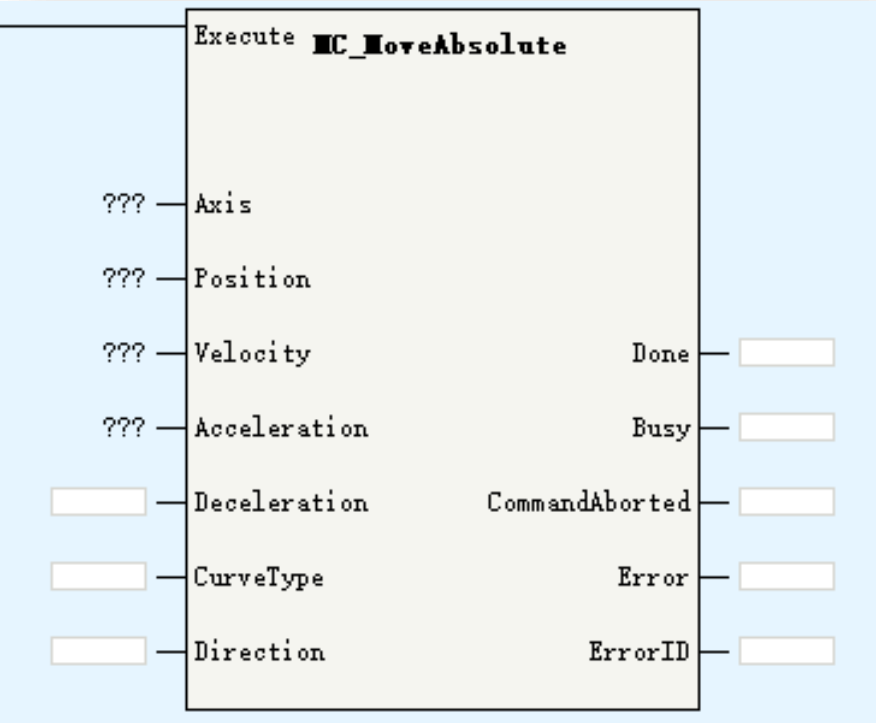 Execute MC_MoveAbsolute
??? Axis
??? Position
??? Velocity Done
??? Acceleration Busy
Deceleration CommandAborted
CurveType Error
Direction ErrorID